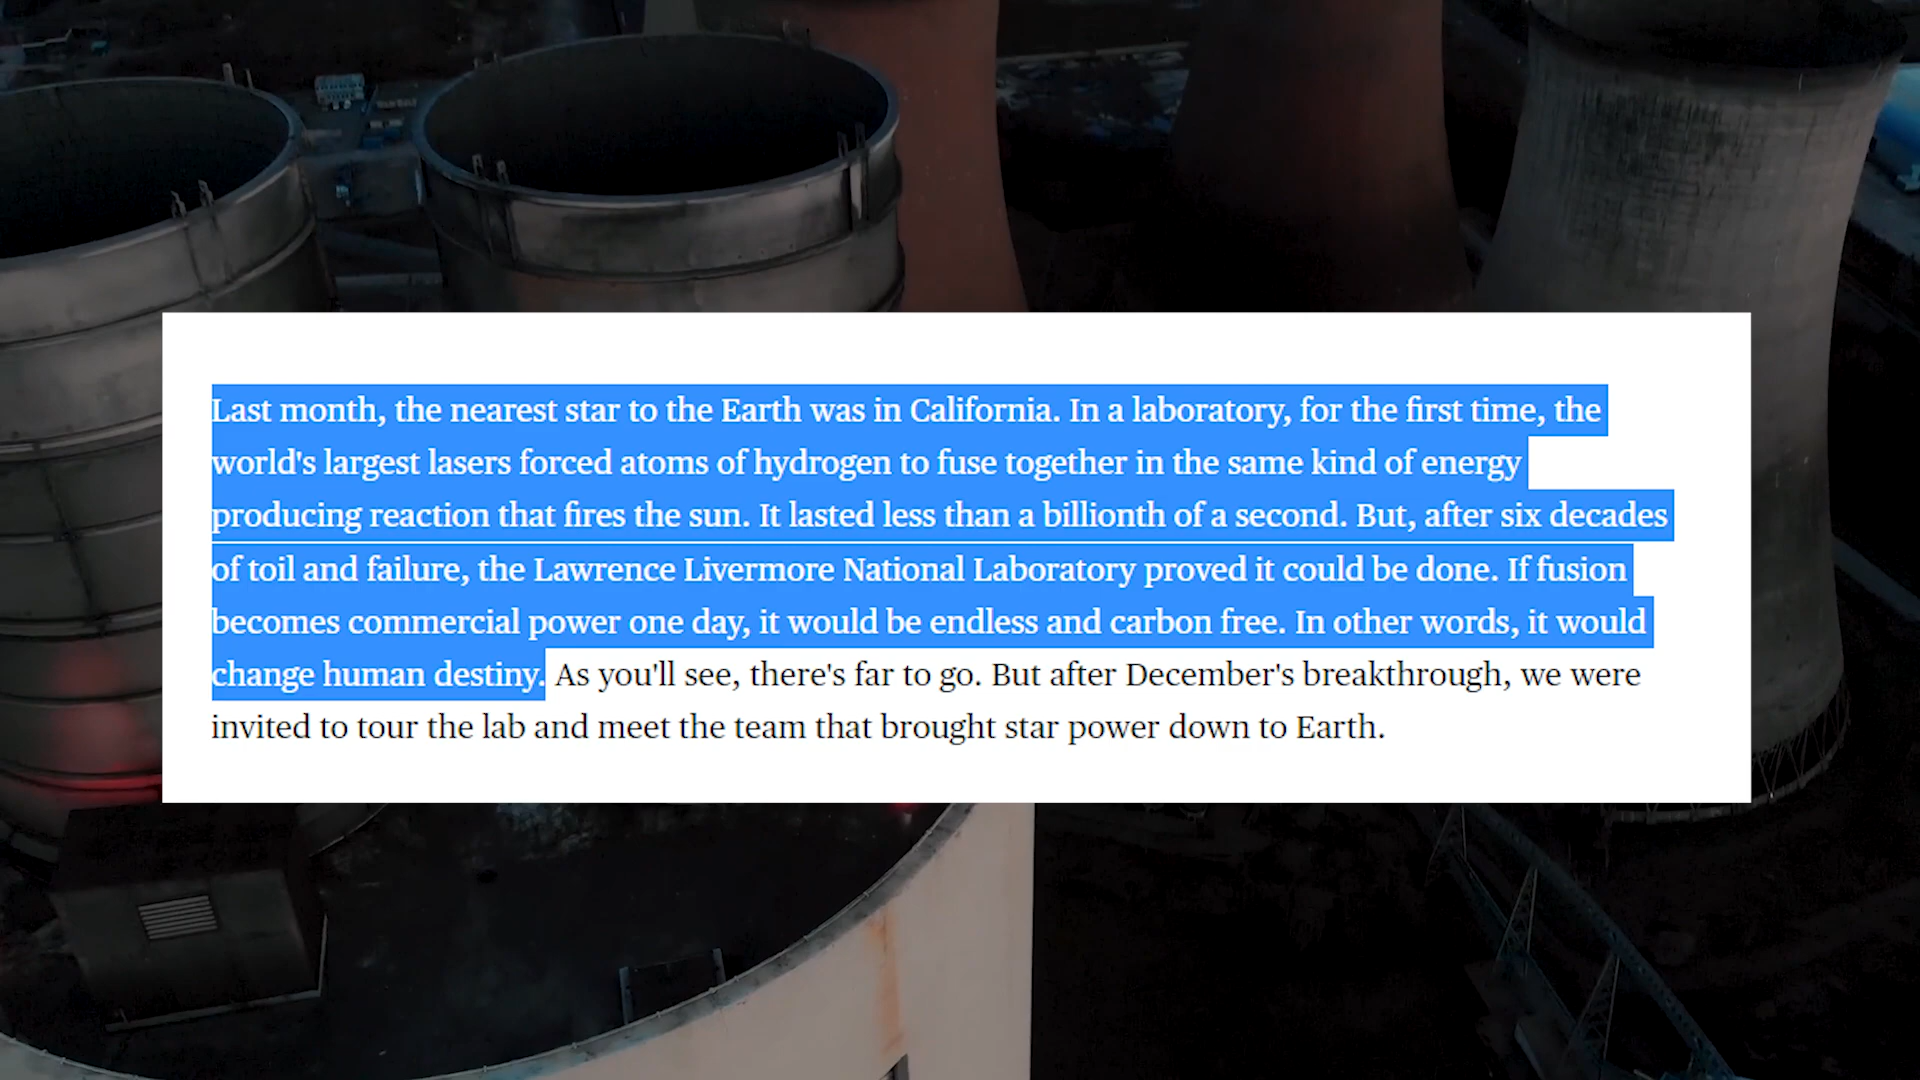 Last month, the nearest star to the Earth was in California. In a laboratory, for the first time, the
world's largest lasers forced atoms of hydrogen to fuse together in the same kind of energy
producing reaction that fires the sun. It lasted less than a billionth of a second. But, after six decades
of toil and failure, the Lawrence Livermore National Laboratory proved it could be done. If fusion
becomes commercial power one day, it would be endless and carbon free. In other words, it would
change human destiny. As you'll see, there's far to go. But after December's breakthrough, we were
invited to tour the lab and meet the team that brought star power down to Earth.